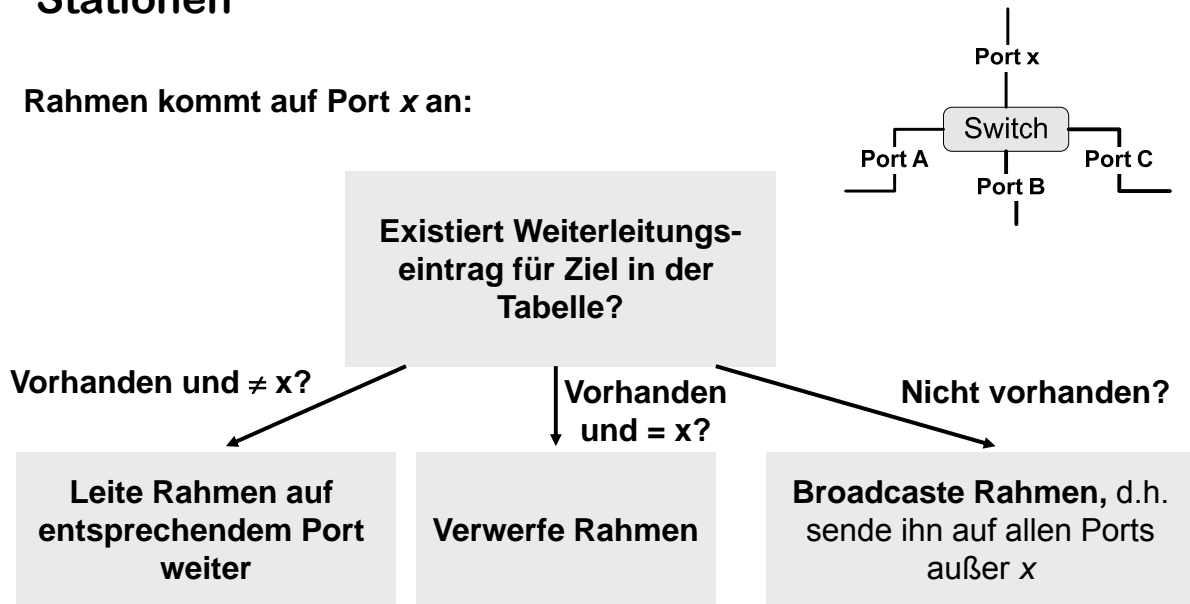 Stationen
Rahmen kommt auf Port x an:
Port x
Switch
Port A
Port B
Port C
Existiert Weiterleitungs-
eintrag für Ziel in der
Tabelle?
Vorhanden und ≠ x?
Vorhanden
und = x?
Nicht vorhanden?
Leite Rahmen auf
entsprechendem Port
weiter
Verwerfe Rahmen
Broadcaste Rahmen, d.h.
sende ihn auf allen Ports
außer x